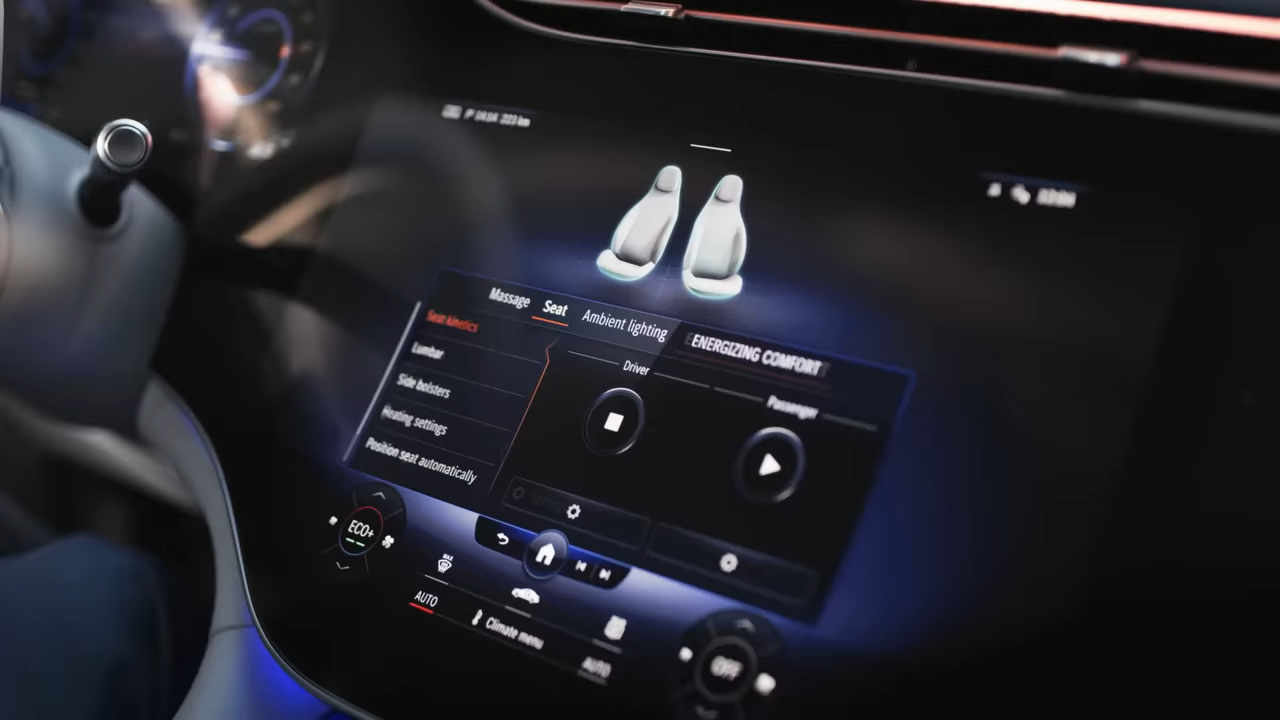 Massage Seat Ambient lighting ENERGIZING COMFORT
Seat kinetics
Lumbar
Side bolsters
Heating settings
Position seat automatically
Driver
Passenger
ECO+
MAX
AUTO
Climate menu
AUTO
OFF